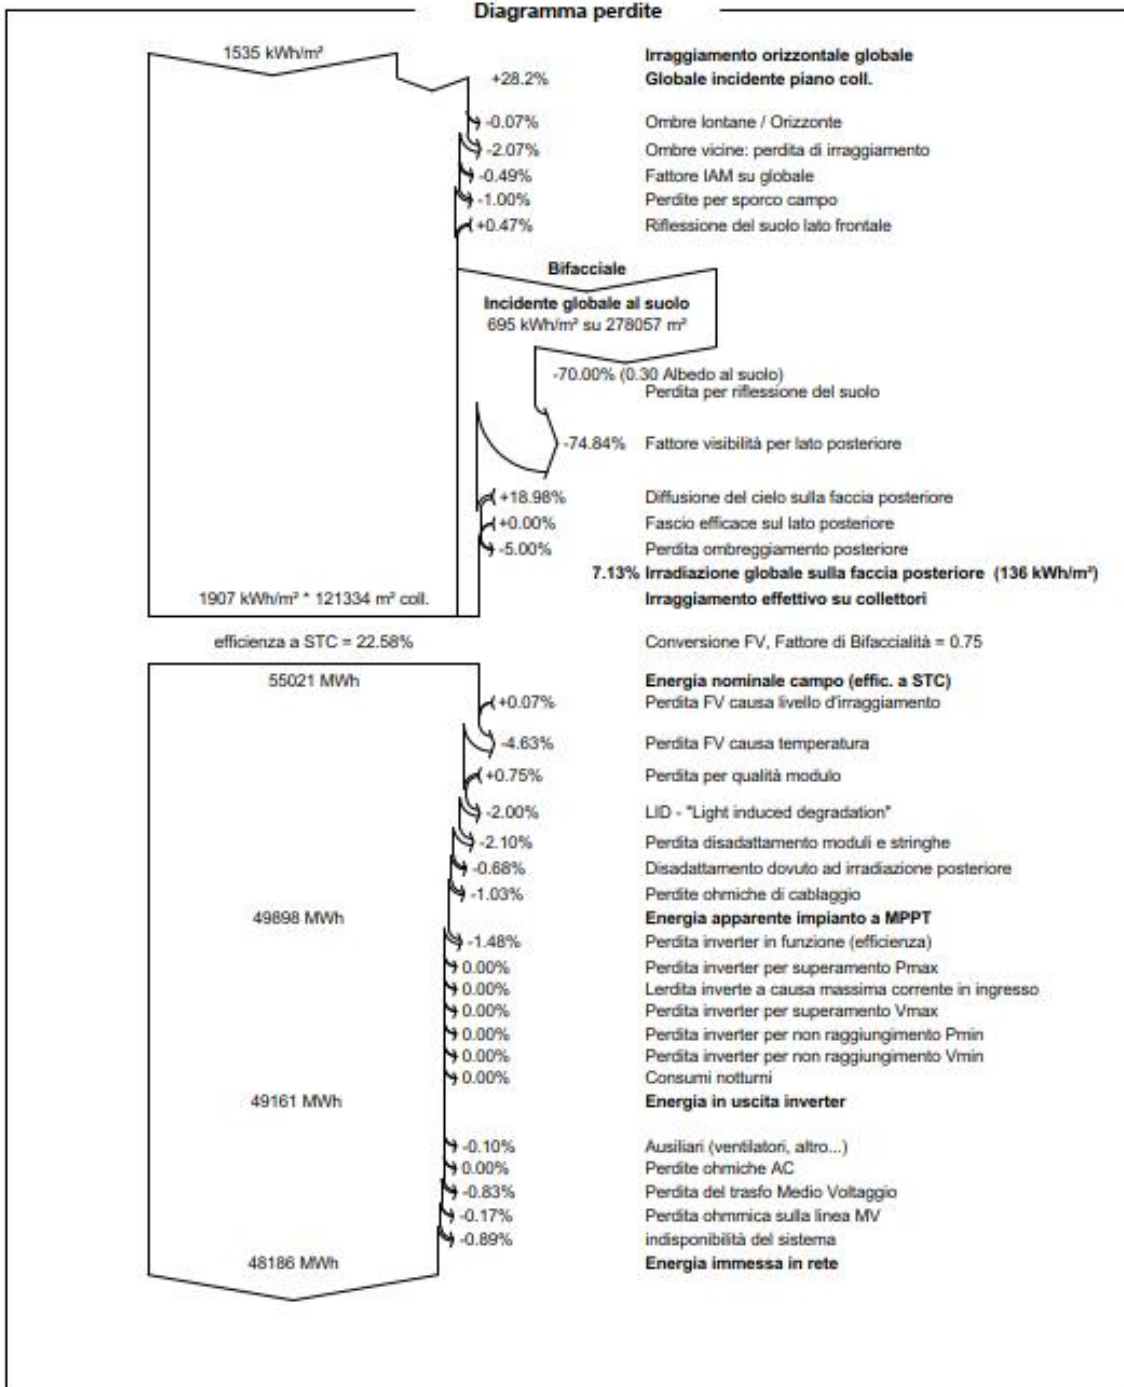 Diagramma perdite
1535 kWh/m²
Irraggiamento orizzontale globale
+28.2% Globale incidente piano coll.
-0.07% Ombre lontane / Orizzonte
-2.07% Ombre vicine: perdita di irraggiamento
-0.49% Fattore IAM su globale
-1.00% Perdite per sporco campo
+0.47% Riflessione del suolo lato frontale
Bifacciale
Incidente globale al suolo
695 kWh/m² su 278057 m²
-70.00% (0.30 Albedo al suolo)
Perdita per riflessione del suolo
-74.84% Fattore visibilità per lato posteriore
+18.98% Diffusione del cielo sulla faccia posteriore
+0.00% Fascio efficace sul lato posteriore
-5.00% Perdita ombreggiamento posteriore
7.13% Irradiazione globale sulla faccia posteriore (136 kWh/m²)
1907 kWh/m² * 121334 m² coll. Irraggiamento effettivo su collettori
efficienza a STC = 22.58% Conversione FV, Fattore di Bifaccialità = 0.75
55021 MWh Energia nominale campo (effic. a STC)
+0.07% Perdita FV causa livello d'irraggiamento
-4.63% Perdita FV causa temperatura
+0.75% Perdita per qualità modulo
-2.00% LID - "Light induced degradation"
-2.10% Perdita disadattamento moduli e stringhe
-0.68% Disadattamento dovuto ad irradiazione posteriore
-1.03% Perdite ohmiche di cablaggio
49898 MWh Energia apparente impianto a MPPT
-1.48% Perdita inverter in funzione (efficienza)
0.00% Perdita inverter per superamento Pmax
0.00% Lerdita inverte a causa massima corrente in ingresso
0.00% Perdita inverter per superamento Vmax
0.00% Perdita inverter per non raggiungimento Pmin
0.00% Perdita inverter per non raggiungimento Vmin
0.00% Consumi notturni
49161 MWh Energia in uscita inverter
-0.10% Ausiliari (ventilatori, altro...)
0.00% Perdite ohmiche AC
-0.83% Perdita del trasfo Medio Voltaggio
-0.17% Perdita ohmmica sulla linea MV
-0.89% indisponibilità del sistema
48186 MWh Energia immessa in rete